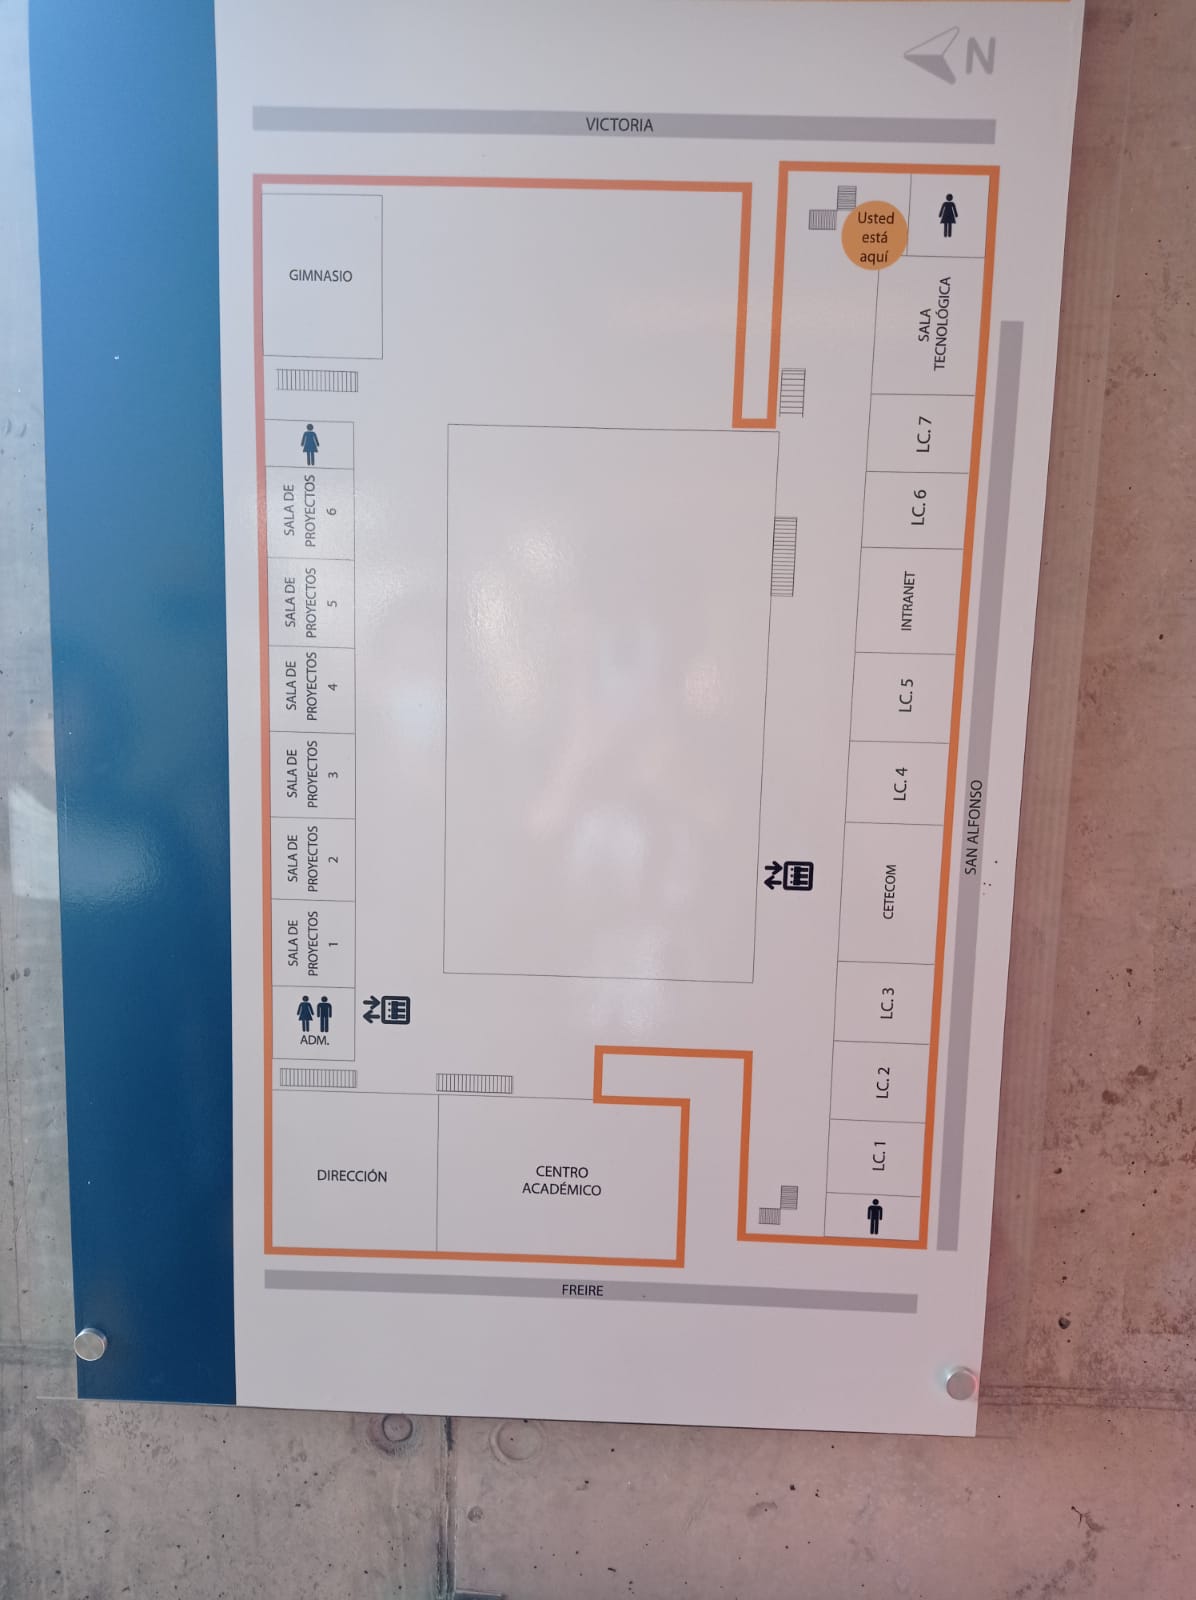 N
VICTORIA
GIMNASIO
Usted
está
aquí
SALA
TECNOLÓGICA
LC. 7
LC. 6
INTRANET
LC. 5
LC. 4
CETECOM
LC. 3
LC. 2
LC. 1
SAN ALFONSO
SALA DE
PROYECTOS
6
SALA DE
PROYECTOS
5
SALA DE
PROYECTOS
4
SALA DE
PROYECTOS
3
SALA DE
PROYECTOS
2
SALA DE
PROYECTOS
1
ADM.
DIRECCIÓN
CENTRO
ACADÉMICO
FREIRE